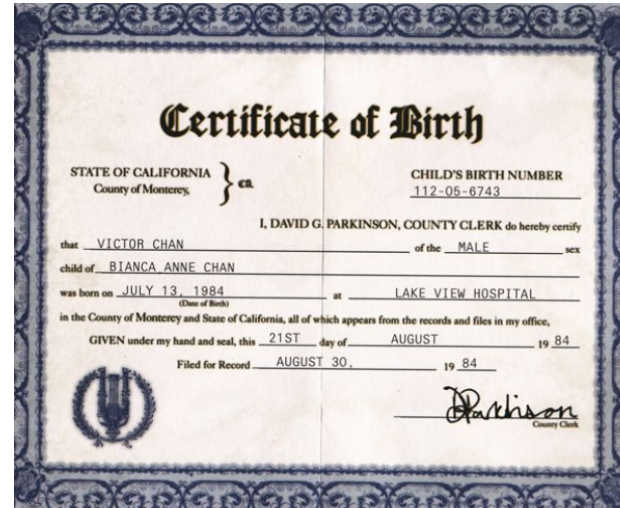 Certificate of Birth
STATE OF CALIFORNIA } ca.
County of Monterey,
CHILD'S BIRTH NUMBER
112-05-6743
I, DAVID G. PARKINSON, COUNTY CLERK do hereby certify
that VICTOR CHAN of the MALE sex
child of BIANCA ANNE CHAN
was born on JULY 13, 1984 at LAKE VIEW HOSPITAL
(Date of Birth)
in the County of Monterey and State of California, all of which appears from the records and files in my office,
GIVEN under my hand and seal, this 21ST day of AUGUST 19 84
Filed for Record AUGUST 30, 19 84
DParkinson
County Clerk